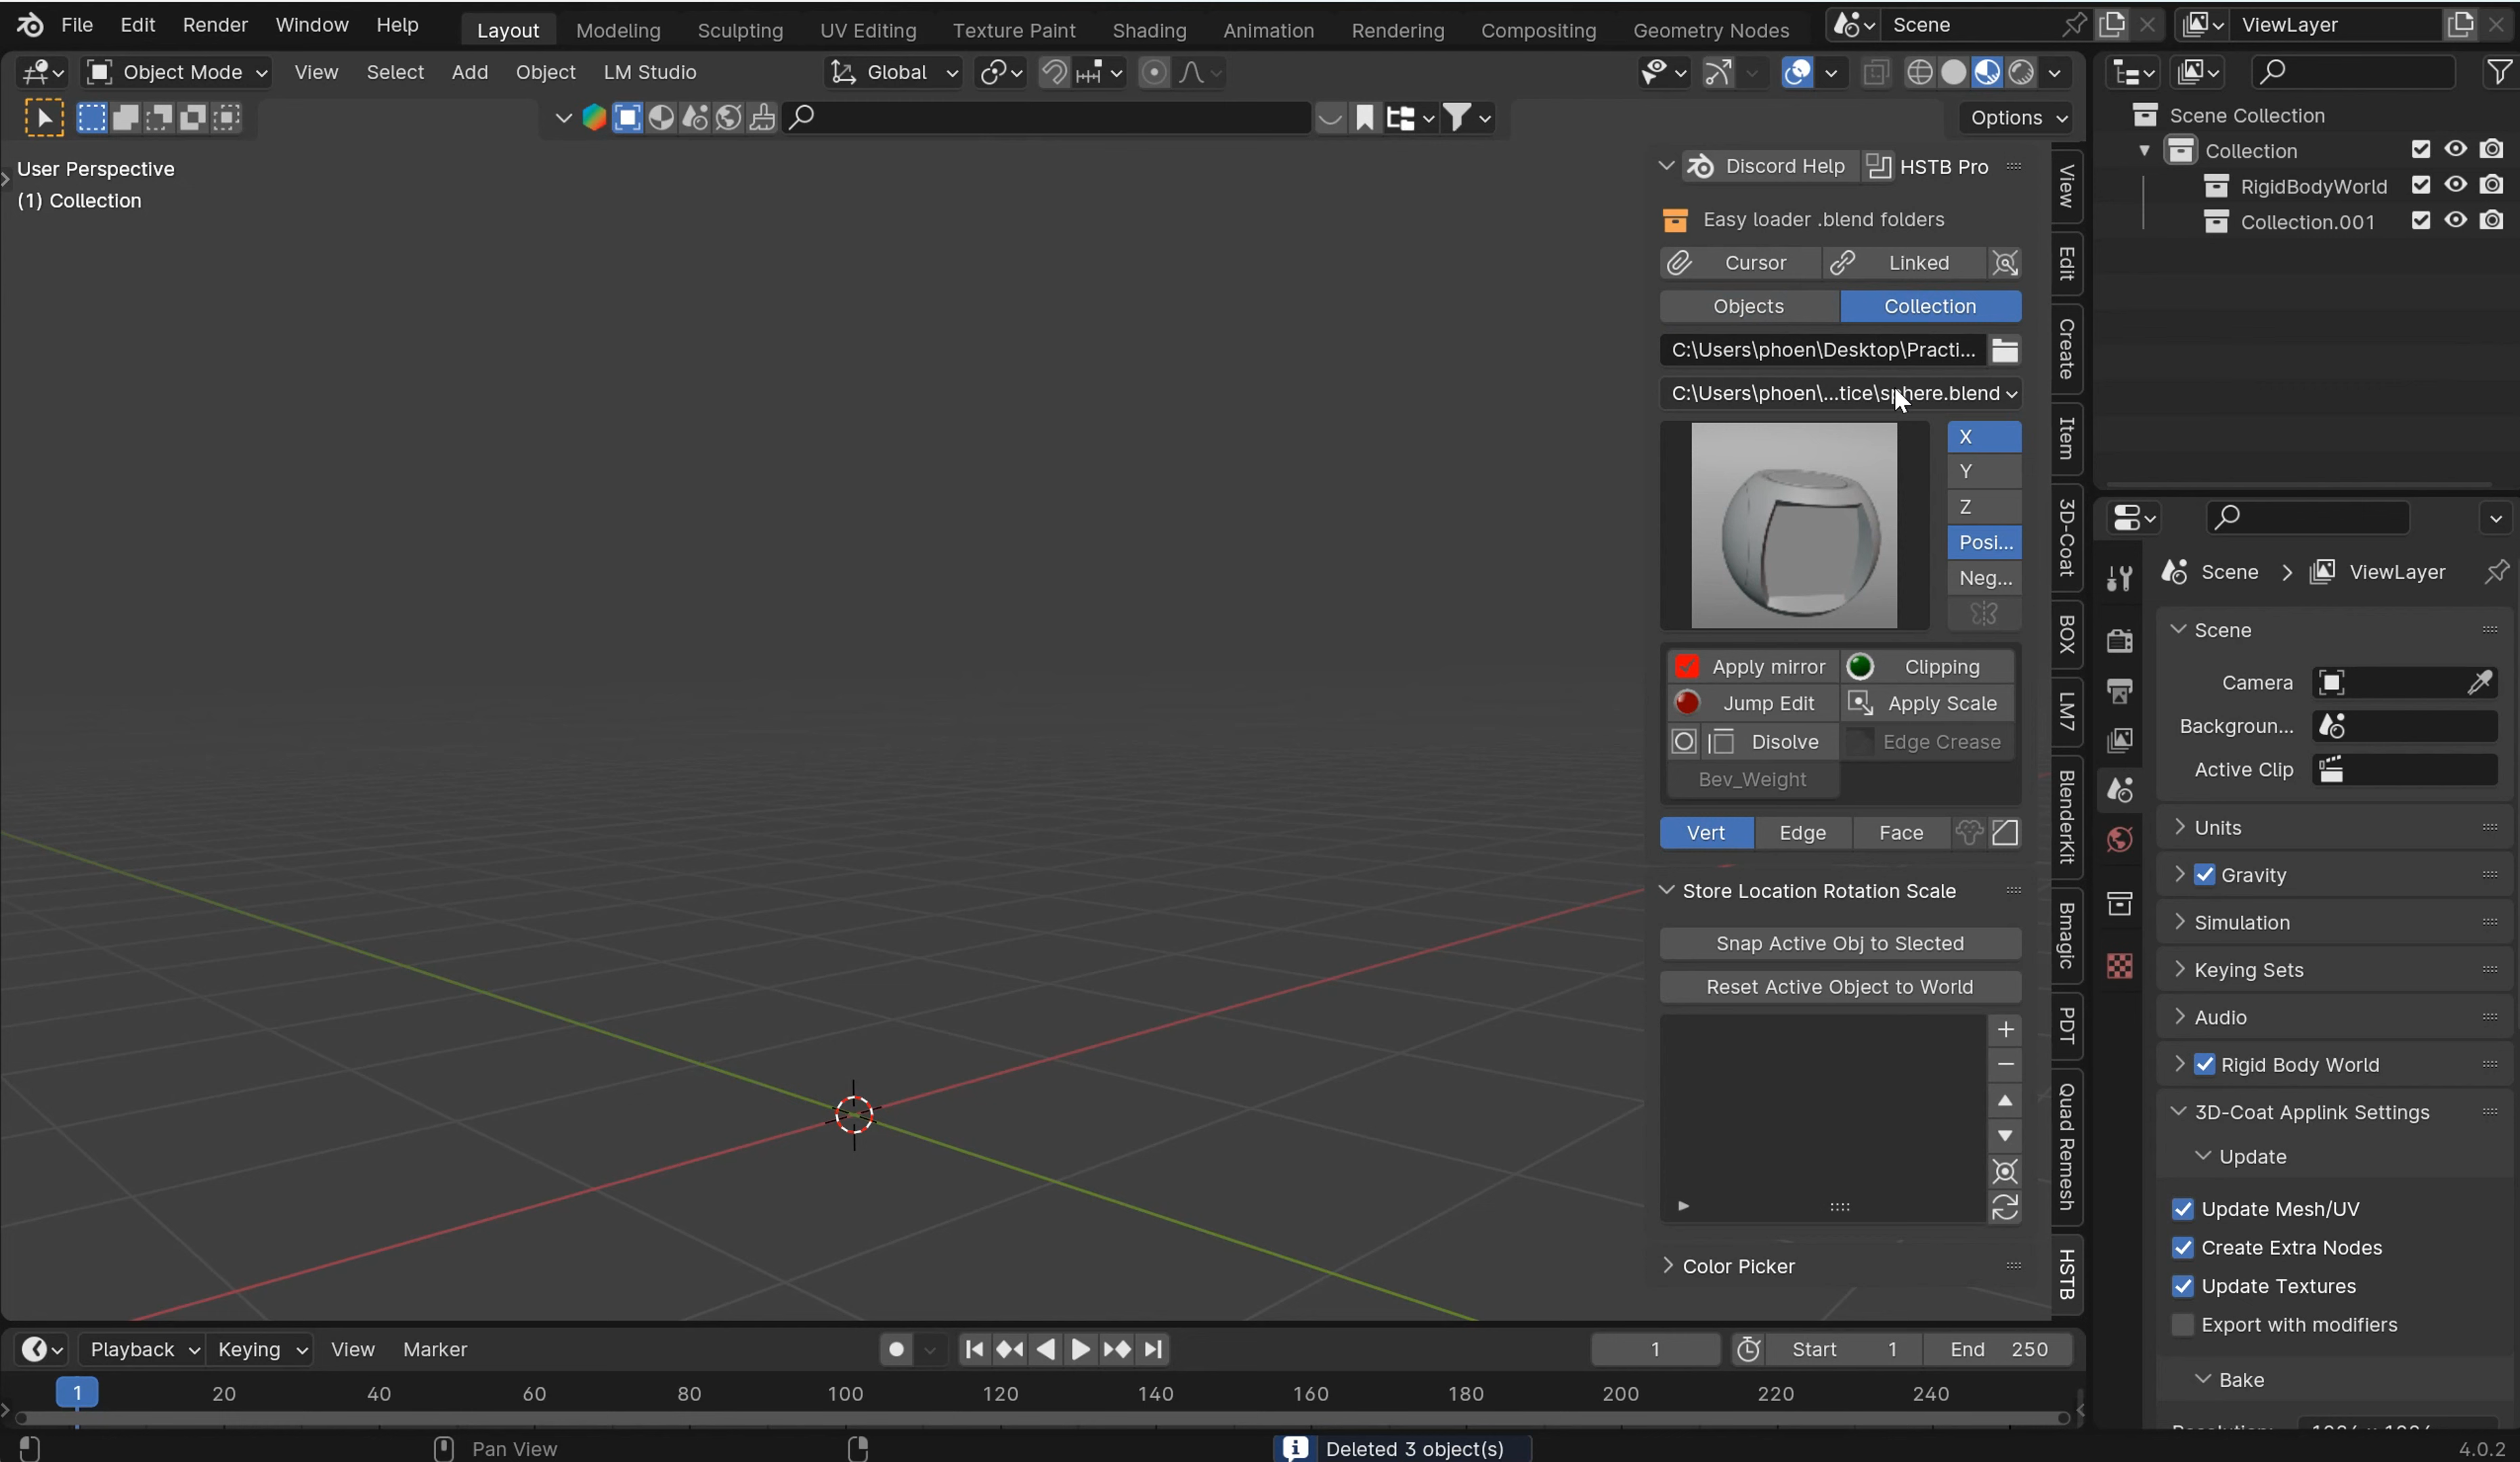 File Edit Render Window Help Layout Modeling Sculpting UV Editing Texture Paint Shading Animation Rendering Compositing Geometry Nodes Scene ViewLayer
Object Mode View Select Add Object LM Studio Global
Options
User Perspective
(1) Collection
Discord Help HSTB Pro
Easy loader .blend folders
Cursor Linked
Objects Collection
C:\Users\phoen\Desktop\Practi...
C:\Users\phoen\...tice\sphere.blend
X
Y
Z
Posi...
Neg...
Apply mirror Clipping
Jump Edit Apply Scale
Disolve Edge Crease
Bev_Weight
Vert Edge Face
Store Location Rotation Scale
Snap Active Obj to Slected
Reset Active Object to World
Color Picker
View
Edit
Create
Item
3D-Coat
BOX
LM7
BlenderKit
Bmagic
PDT
Quad Remesh
HSTB
Scene Collection
Collection
RigidBodyWorld
Collection.001
Scene ViewLayer
Scene
Camera
Backgroun...
Active Clip
Units
Gravity
Simulation
Keying Sets
Audio
Rigid Body World
3D-Coat Applink Settings
Update
Update Mesh/UV
Create Extra Nodes
Update Textures
Export with modifiers
Bake
Playback Keying View Marker 1 Start 1 End 250
1 20 40 60 80 100 120 140 160 180 200 220 240
Pan View Deleted 3 object(s) 4.0.2